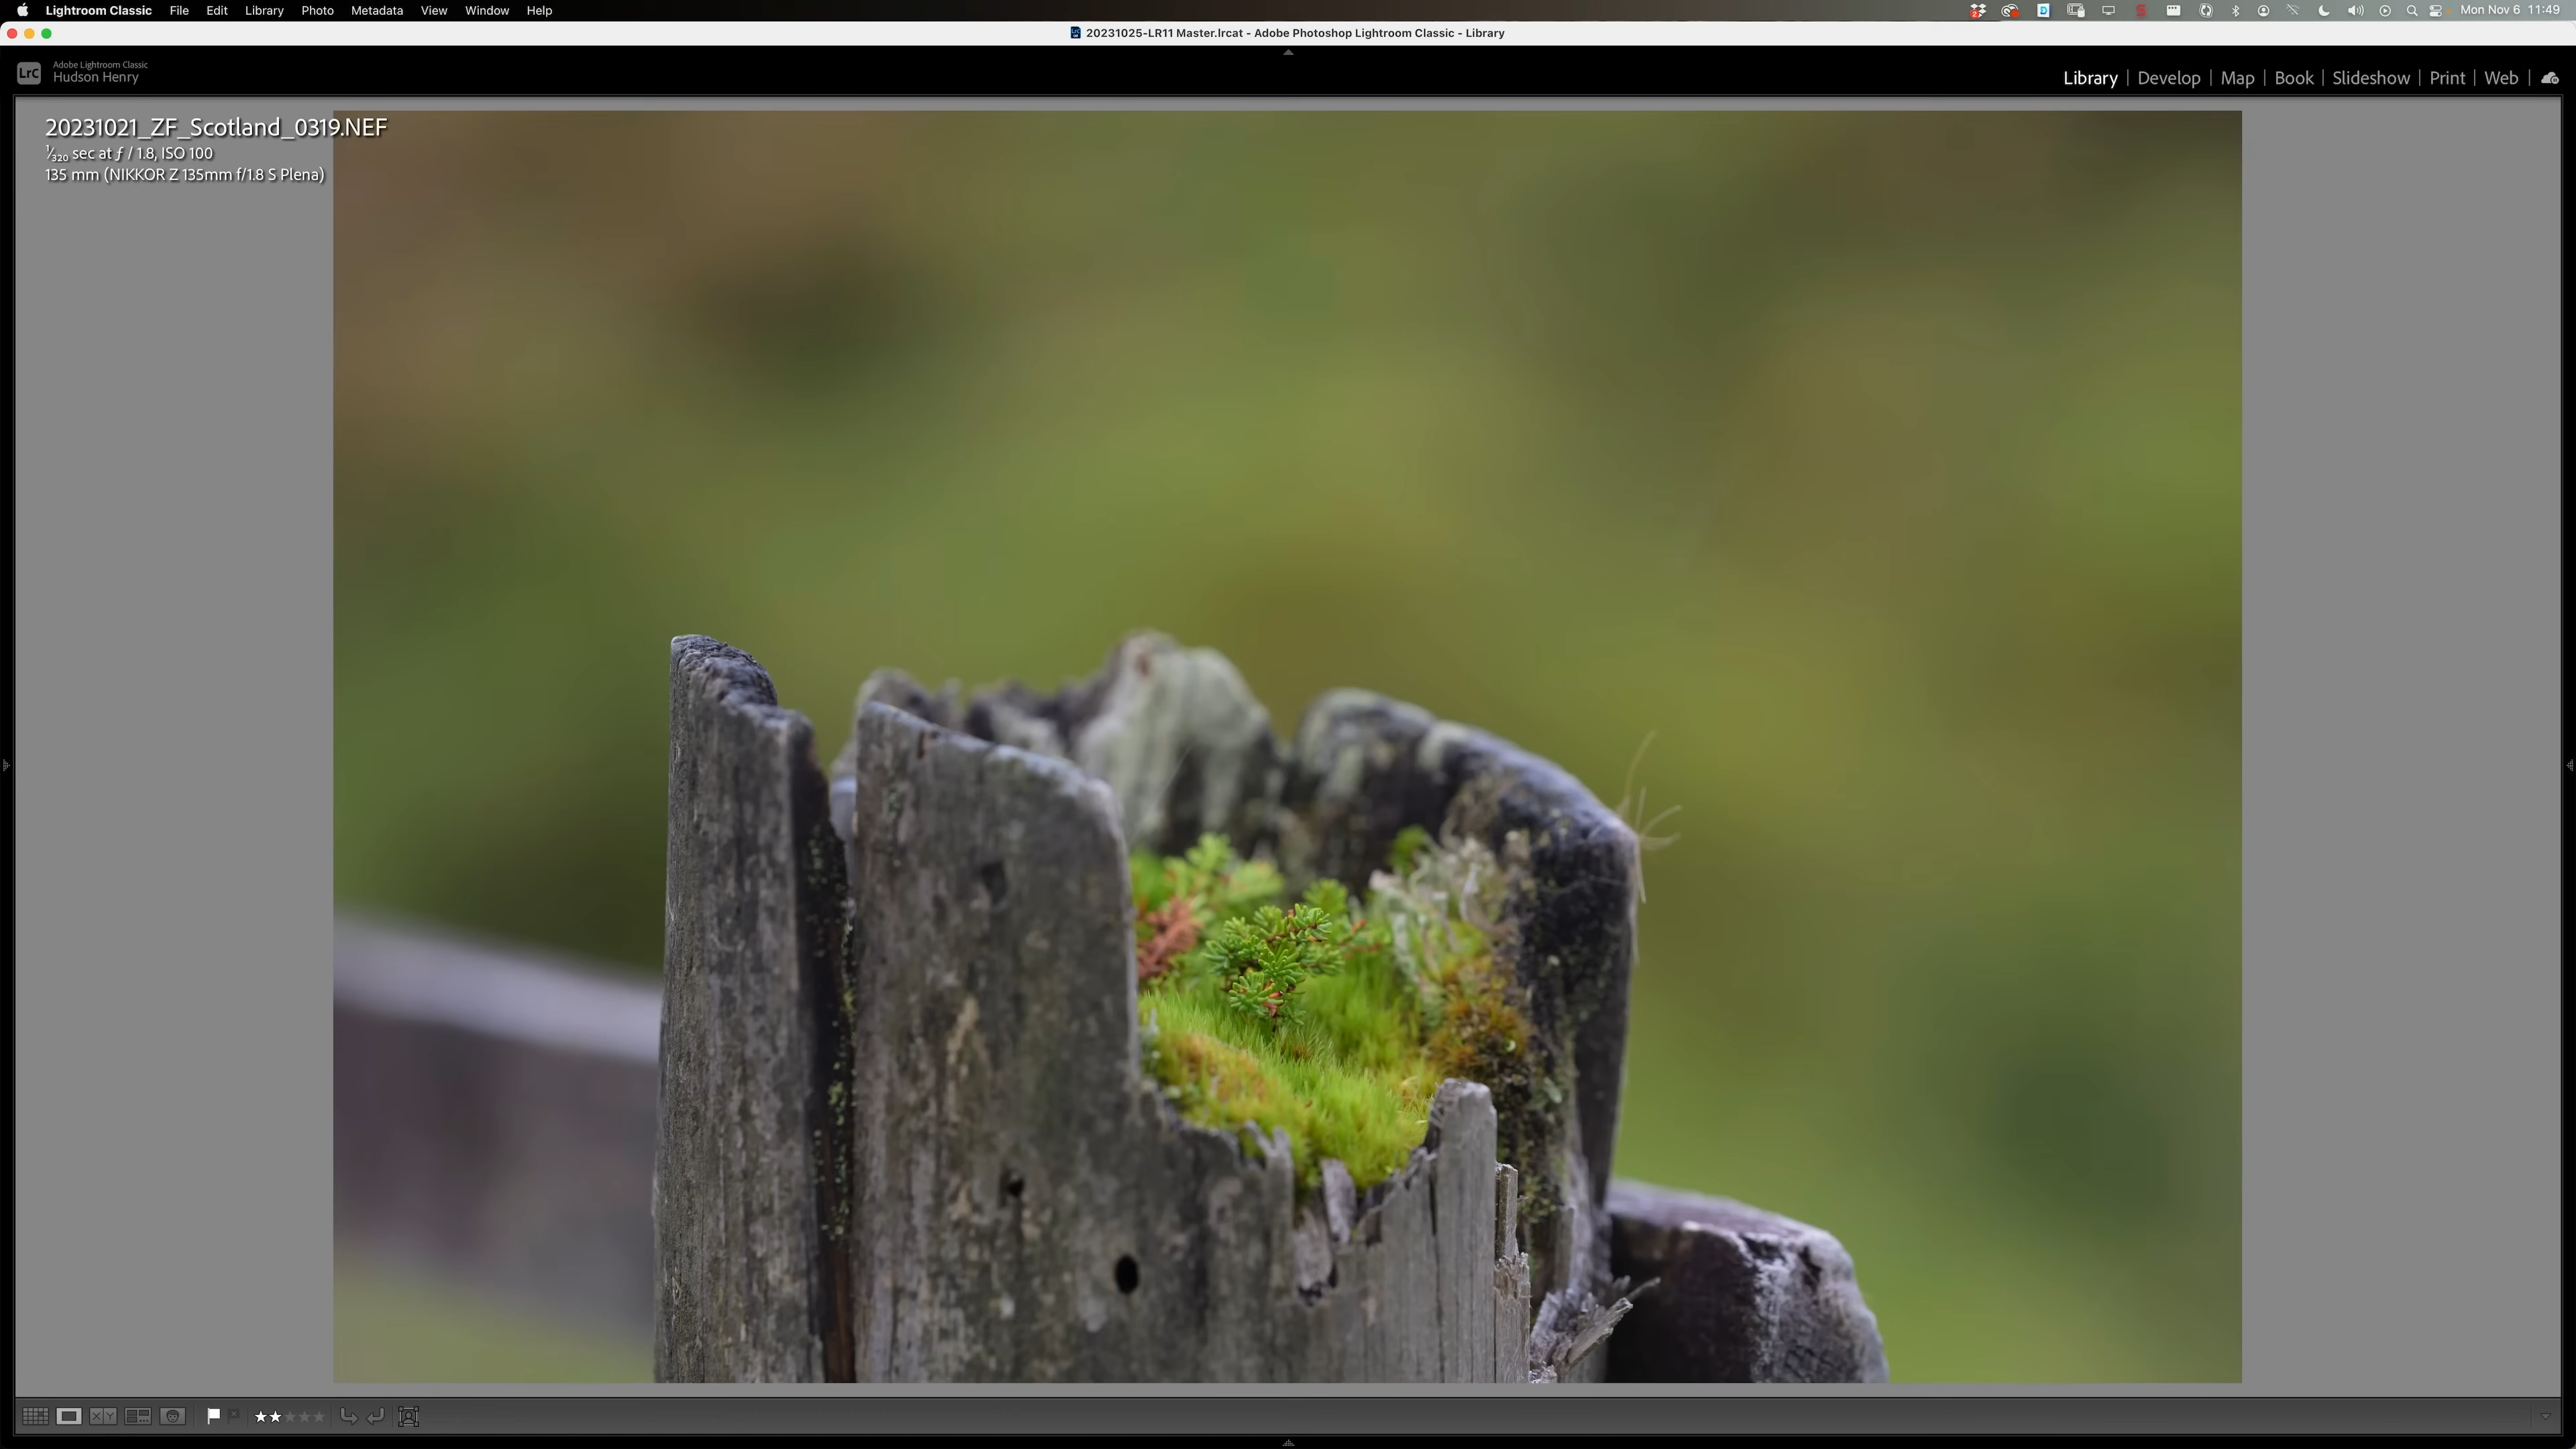 Lightroom Classic File Edit Library Photo Metadata View Window Help Mon Nov 6 11:49
20231025-LR11 Master.lrcat - Adobe Photoshop Lightroom Classic - Library
LrC
Adobe Lightroom Classic
Hudson Henry
Library | Develop | Map | Book | Slideshow | Print | Web |
20231021_ZF_Scotland_0319.NEF
1/320 sec at ƒ / 1.8, ISO 100
135 mm (NIKKOR Z 135mm f/1.8 S Plena)
X Y